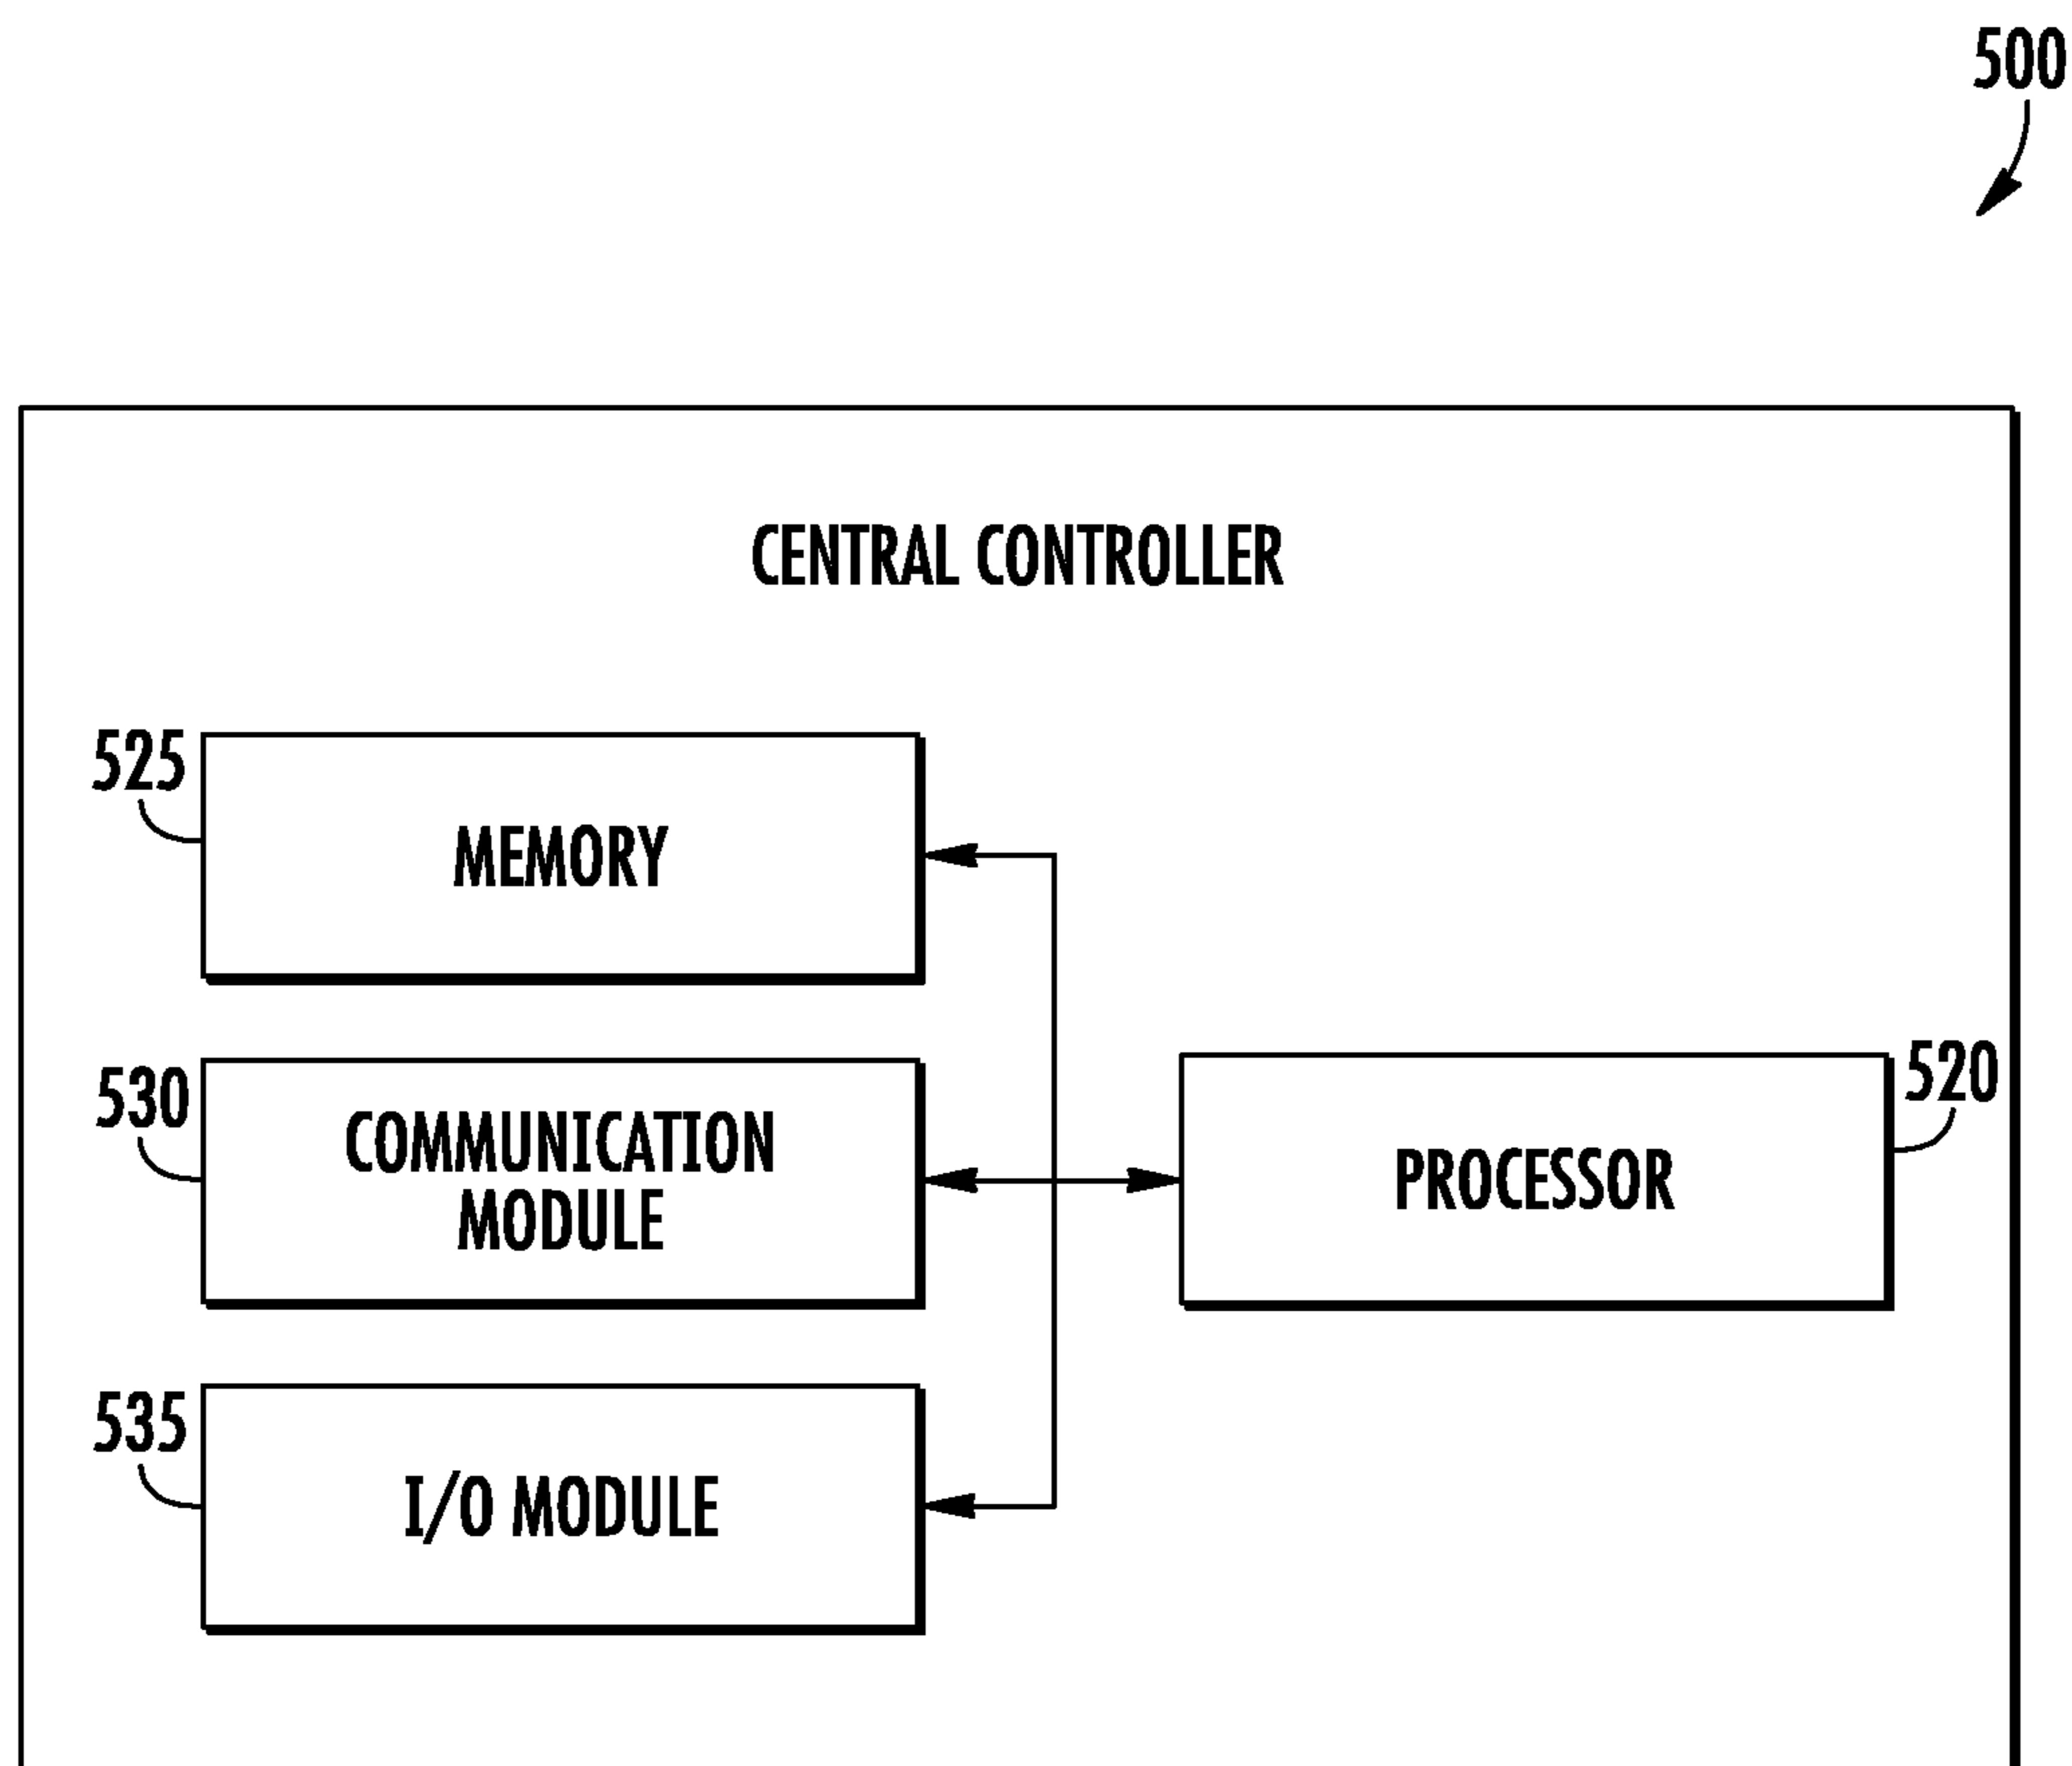 500
CENTRAL CONTROLLER
525
MEMORY
530
COMMUNICATION
MODULE
520
PROCESSOR
535
I/O MODULE